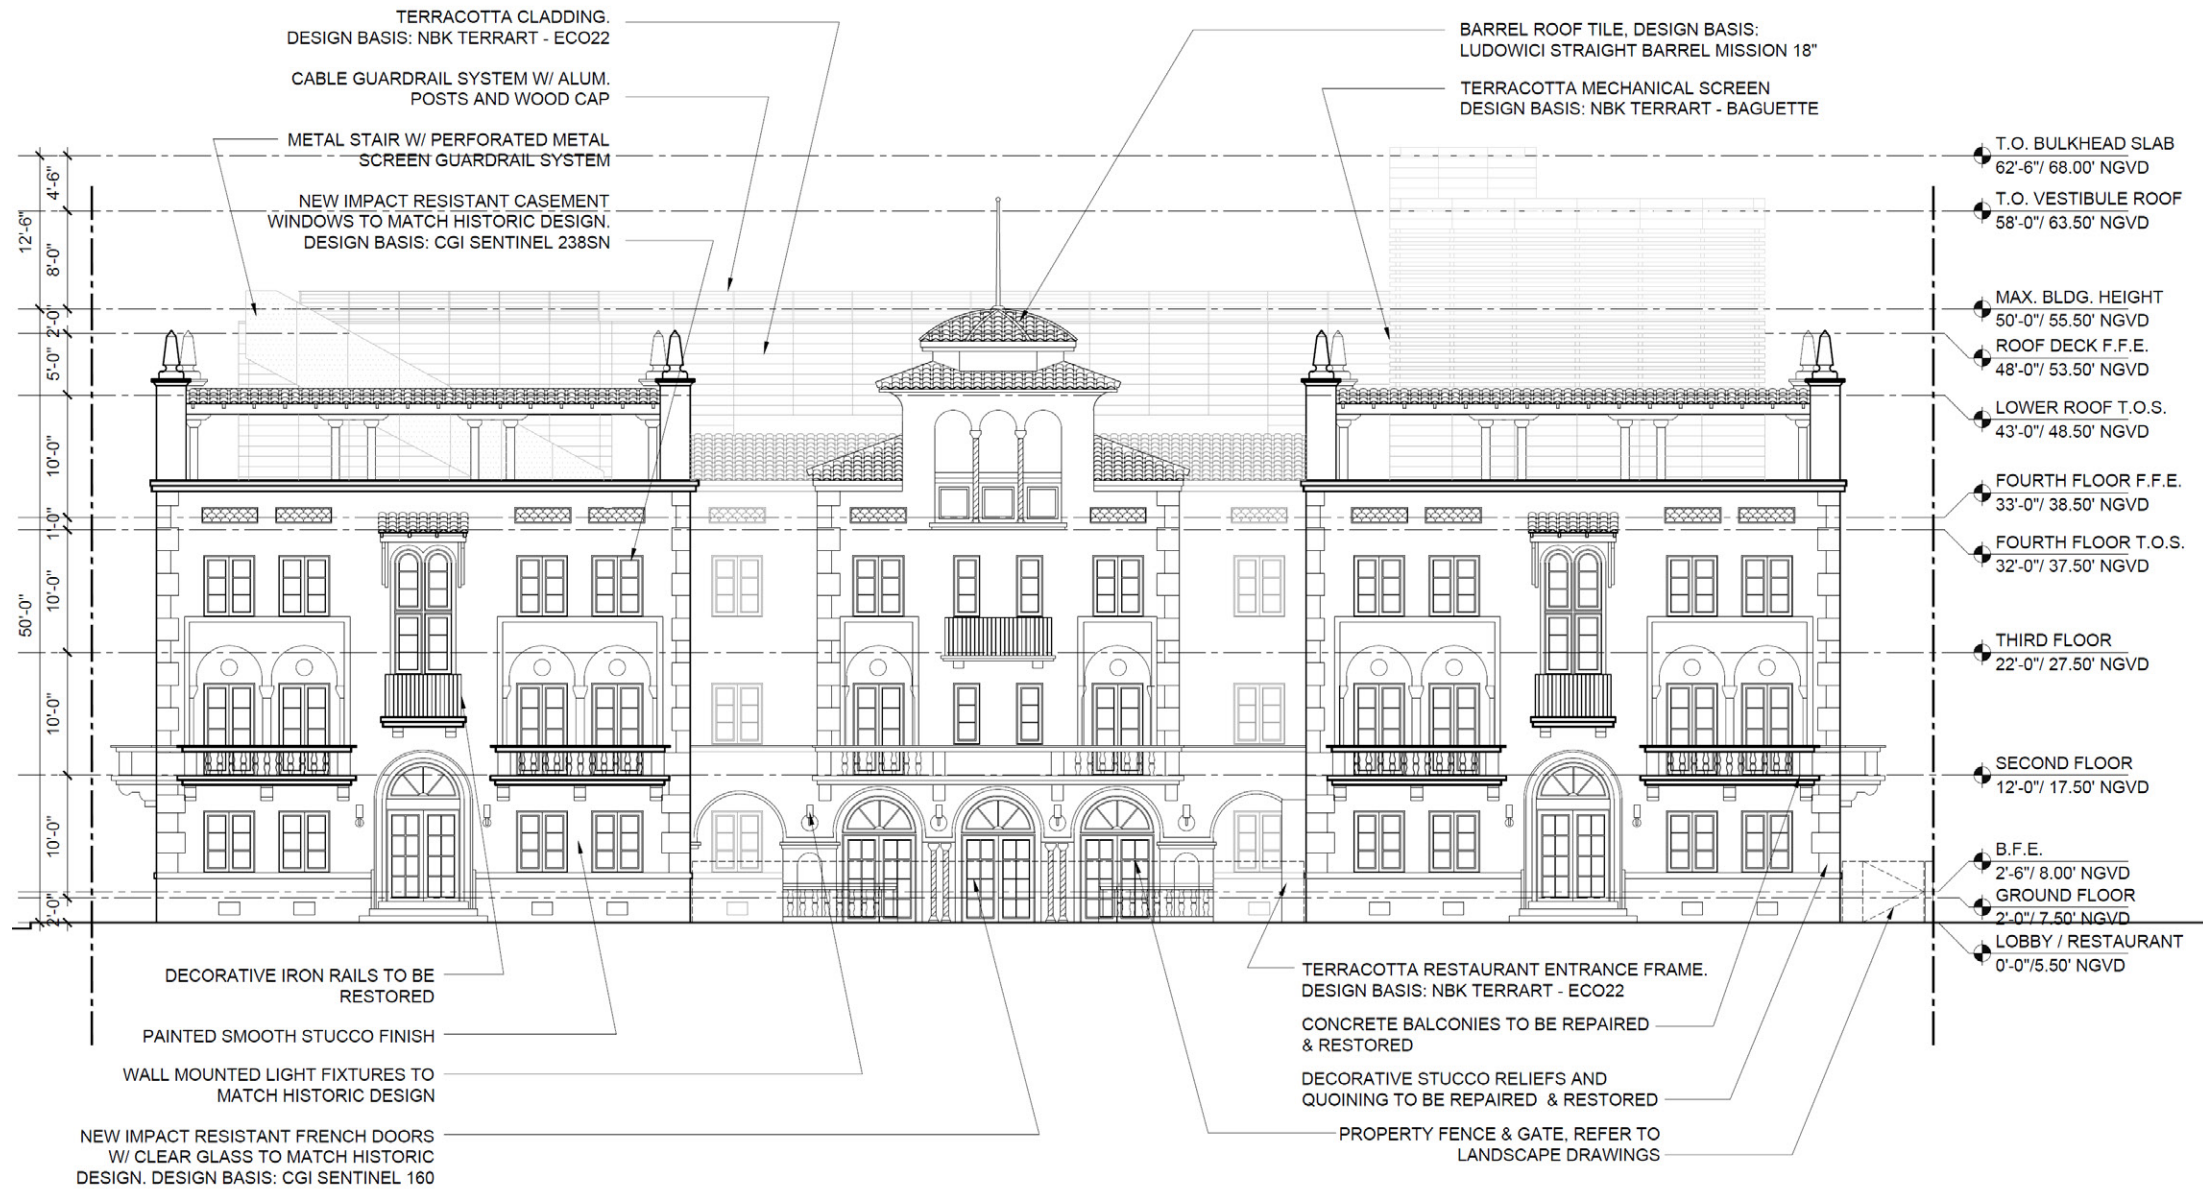 TERRACOTTA CLADDING.
DESIGN BASIS: NBK TERRART - ECO22
CABLE GUARDRAIL SYSTEM W/ ALUM.
POSTS AND WOOD CAP
METAL STAIR W/ PERFORATED METAL
SCREEN GUARDRAIL SYSTEM
NEW IMPACT RESISTANT CASEMENT
WINDOWS TO MATCH HISTORIC DESIGN.
DESIGN BASIS: CGI SENTINEL 238SN
BARREL ROOF TILE, DESIGN BASIS:
LUDOWICI STRAIGHT BARREL MISSION 18"
TERRACOTTA MECHANICAL SCREEN
DESIGN BASIS: NBK TERRART - BAGUETTE
T.O. BULKHEAD SLAB
62'-6"/ 68.00' NGVD
T.O. VESTIBULE ROOF
58'-0"/ 63.50' NGVD
MAX. BLDG. HEIGHT
50'-0"/ 55.50' NGVD
ROOF DECK F.F.E.
48'-0"/ 53.50' NGVD
LOWER ROOF T.O.S.
43'-0"/ 48.50' NGVD
FOURTH FLOOR F.F.E.
33'-0"/ 38.50' NGVD
FOURTH FLOOR T.O.S.
32'-0"/ 37.50' NGVD
THIRD FLOOR
22'-0"/ 27.50' NGVD
SECOND FLOOR
12'-0"/ 17.50' NGVD
B.F.E.
2'-6"/ 8.00' NGVD
GROUND FLOOR
2'-0"/ 7.50' NGVD
LOBBY / RESTAURANT
0'-0"/5.50' NGVD
12'-6"
50'-0"
4'-6"
8'-0"
2'-0"
5'-0"
10'-0"
1'-0"
10'-0"
10'-0"
10'-0"
2'-0"
DECORATIVE IRON RAILS TO BE
RESTORED
PAINTED SMOOTH STUCCO FINISH
WALL MOUNTED LIGHT FIXTURES TO
MATCH HISTORIC DESIGN
NEW IMPACT RESISTANT FRENCH DOORS
W/ CLEAR GLASS TO MATCH HISTORIC
DESIGN. DESIGN BASIS: CGI SENTINEL 160
TERRACOTTA RESTAURANT ENTRANCE FRAME.
DESIGN BASIS: NBK TERRART - ECO22
CONCRETE BALCONIES TO BE REPAIRED
& RESTORED
DECORATIVE STUCCO RELIEFS AND
QUOINING TO BE REPAIRED & RESTORED
PROPERTY FENCE & GATE, REFER TO
LANDSCAPE DRAWINGS